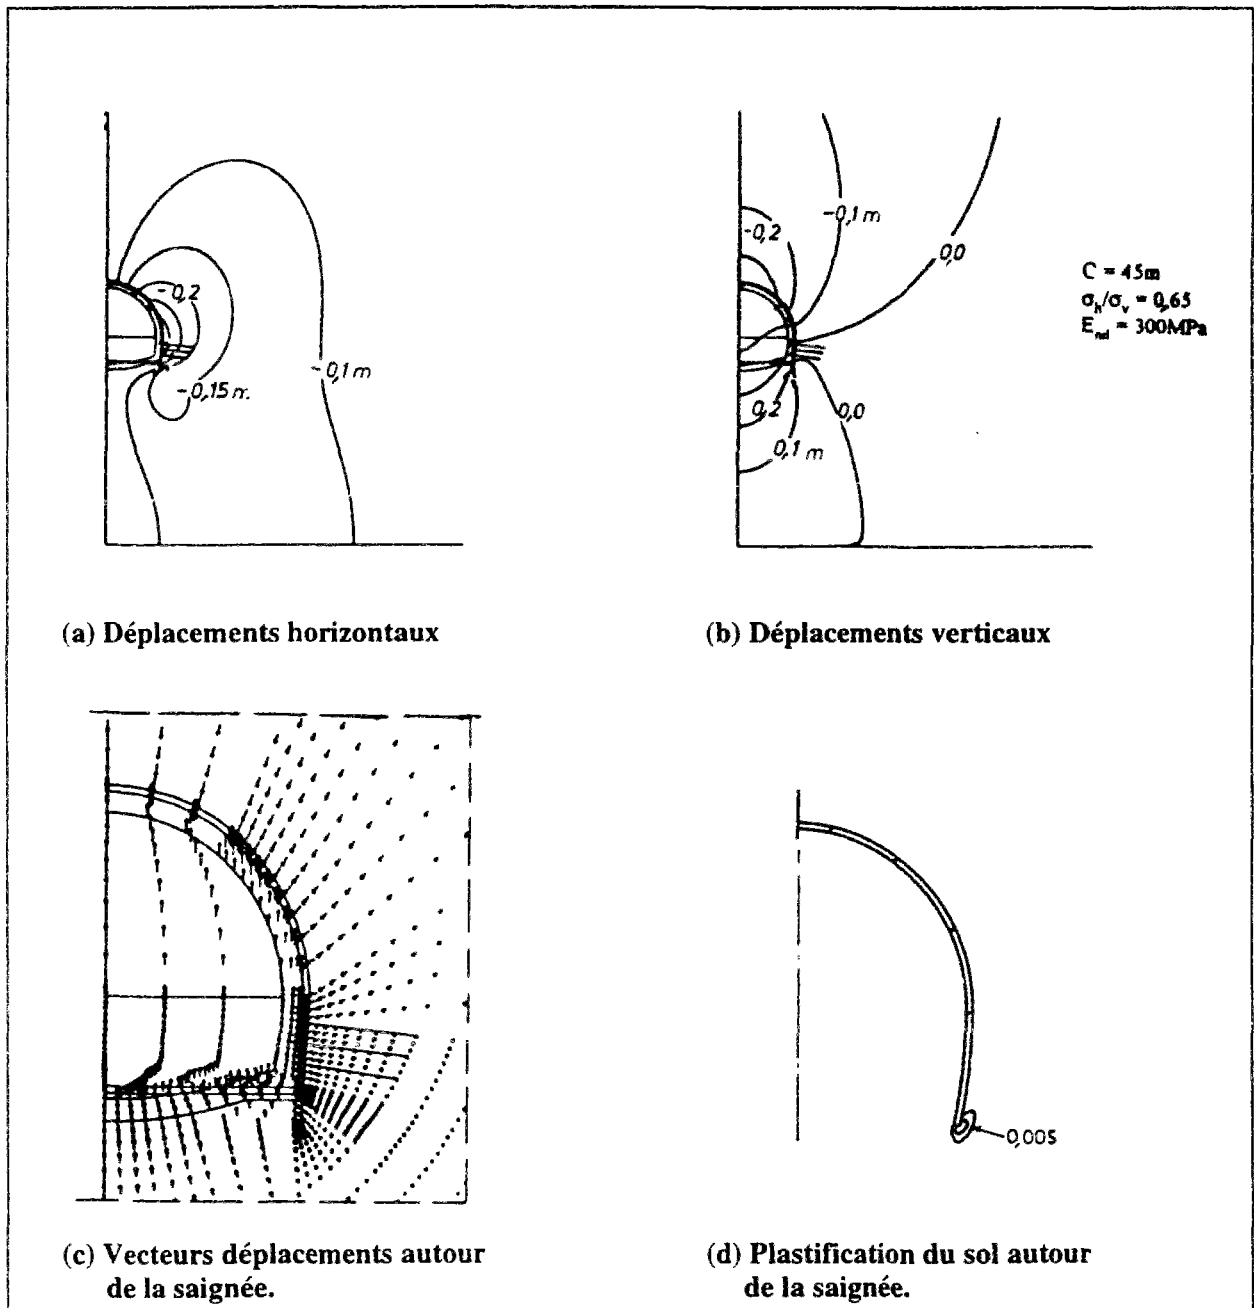 -0,2
-0,15 m
-0,1 m
(a) Déplacements horizontaux
-0,1 m
-0,2
0,0
C = 45m
σh/σv = 0,65
0,2
0,0
0,1 m
(b) Déplacements verticaux
(c) Vecteurs déplacements autour
de la saignée.
0,005
(d) Plastification du sol autour
de la saignée.